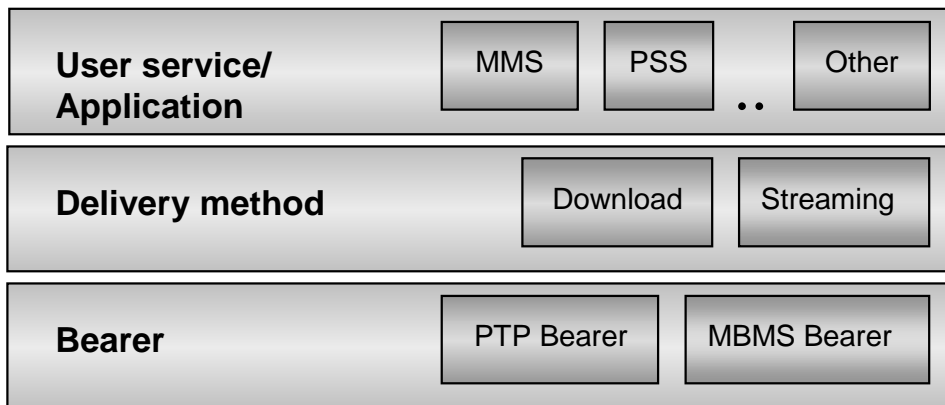 User service/
Application
MMS
PSS
..
Other
Delivery method
Download
Streaming
Bearer
PTP Bearer
MBMS Bearer